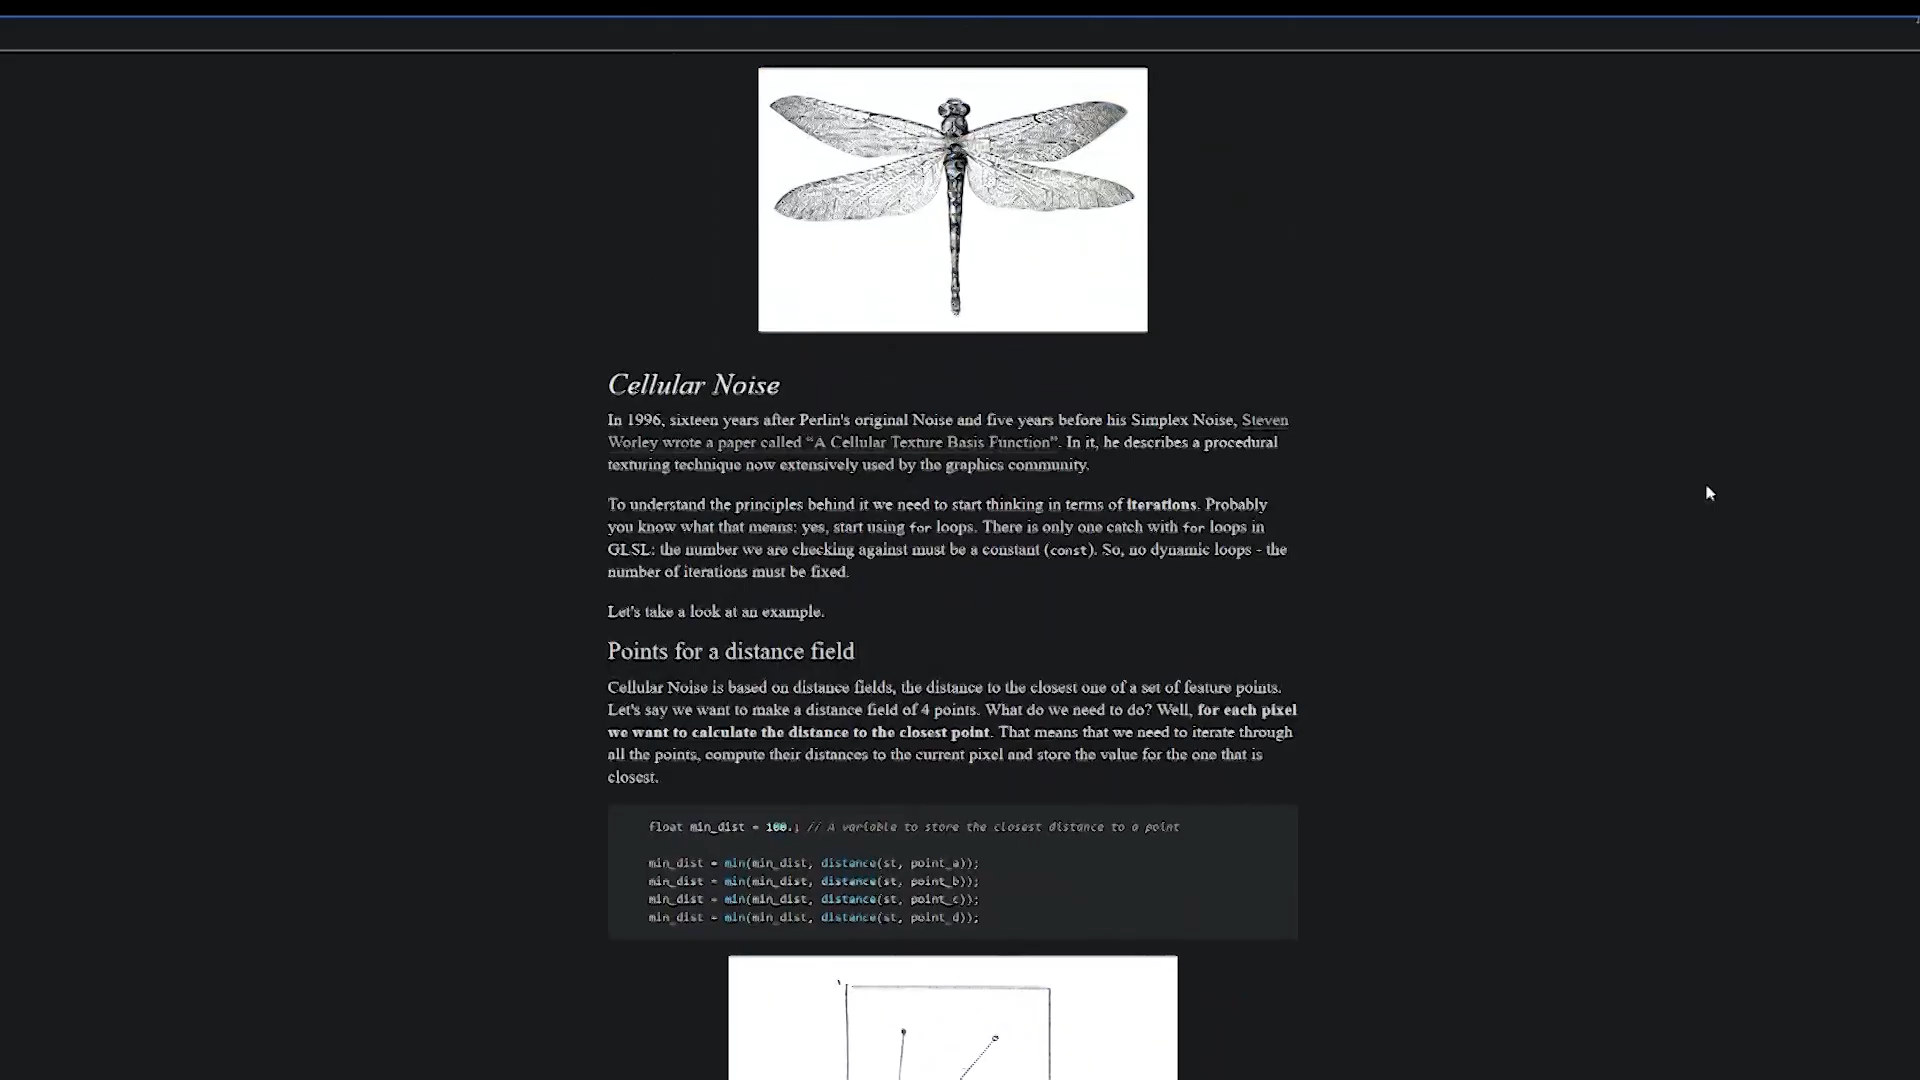 Cellular Noise
In 1996, sixteen years after Perlin's original Noise and five years before his Simplex Noise, Steven
Worley wrote a paper called “A Cellular Texture Basis Function”. In it, he describes a procedural
texturing technique now extensively used by the graphics community.
To understand the principles behind it we need to start thinking in terms of iterations. Probably
you know what that means: yes, start using for loops. There is only one catch with for loops in
GLSL: the number we are checking against must be a constant (const). So, no dynamic loops - the
number of iterations must be fixed.
Let's take a look at an example.
Points for a distance field
Cellular Noise is based on distance fields, the distance to the closest one of a set of feature points.
Let's say we want to make a distance field of 4 points. What do we need to do? Well, for each pixel
we want to calculate the distance to the closest point. That means that we need to iterate through
all the points, compute their distances to the current pixel and store the value for the one that is
closest.
float min_dist = 100.; // A variable to store the closest distance to a point
min_dist = min(min_dist, distance(st, point_a));
min_dist = min(min_dist, distance(st, point_b));
min_dist = min(min_dist, distance(st, point_c));
min_dist = min(min_dist, distance(st, point_d));